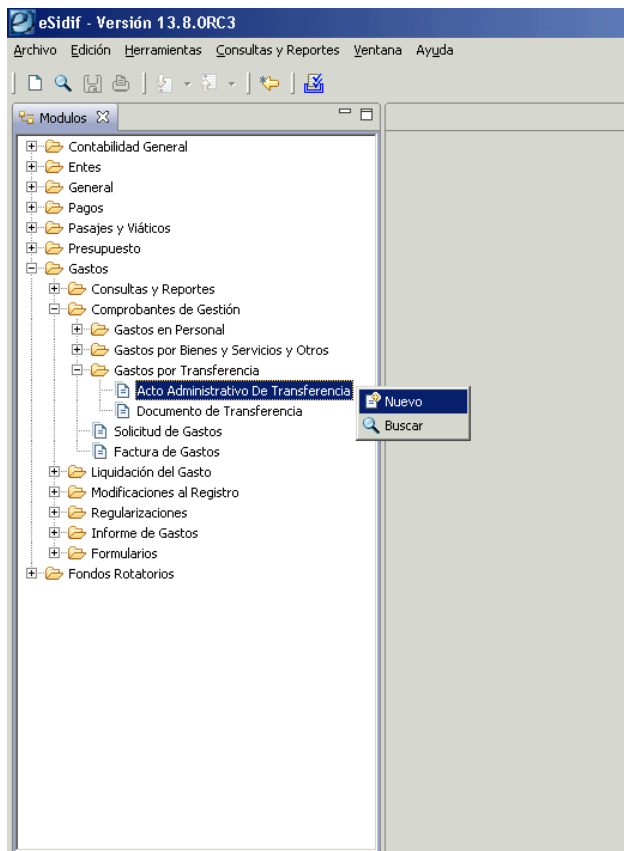 eSidif - Versión 13.8.0RC3
Archivo Edición Herramientas Consultas y Reportes Ventana Ayuda
Modulos
Contabilidad General
Entes
General
Pagos
Pasajes y Viáticos
Presupuesto
Gastos
Consultas y Reportes
Comprobantes de Gestión
Gastos en Personal
Gastos por Bienes y Servicios y Otros
Gastos por Transferencia
Acto Administrativo De Transferencia
Nuevo
Documento de Transferencia
Buscar
Solicitud de Gastos
Factura de Gastos
Liquidación del Gasto
Modificaciones al Registro
Regularizaciones
Informe de Gastos
Formularios
Fondos Rotatorios